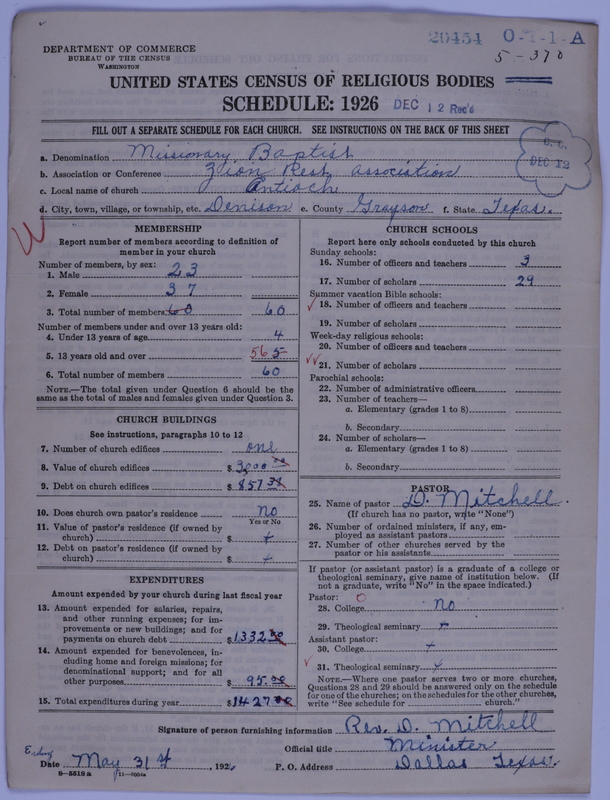 20454 O-T-1-A
5-378
DEPARTMENT OF COMMERCE
BUREAU OF THE CENSUS
WASHINGTON
UNITED STATES CENSUS OF RELIGIOUS BODIES
SCHEDULE: 1926 DEC 12 Rec'd
FILL OUT A SEPARATE SCHEDULE FOR EACH CHURCH. SEE INSTRUCTIONS ON THE BACK OF THIS SHEET
DEC 12
a. Denomination Missionary Baptist
b. Association or Conference Zion Rest association
c. Local name of church Antioch
d. City, town, village, or township, etc. Denison e. County Grayson f. State Texas.
MEMBERSHIP
Report number of members according to definition of member in your church
Number of members, by sex:
1. Male 23
2. Female 37
3. Total number of members 60 60
Number of members under and over 13 years old:
4. Under 13 years of age 4
5. 13 years old and over 56 5
6. Total number of members 60
NOTE.—The total given under Question 6 should be the same as the total of males and females given under Question 3.
CHURCH BUILDINGS
See instructions, paragraphs 10 to 12
7. Number of church edifices one
8. Value of church edifices $3000
9. Debt on church edifices $857
10. Does church own pastor's residence? no
Yes or No
11. Value of pastor's residence (if owned by church) $ +
12. Debt on pastor's residence (if owned by church) $ +
EXPENDITURES
Amount expended by your church during last fiscal year
13. Amount expended for salaries, repairs, and other running expenses; for improvements or new buildings; and for payments on church debt $1332
14. Amount expended for benevolences, including home and foreign missions; for denominational support; and for all other purposes $95.00
15. Total expenditures during year $1427
CHURCH SCHOOLS
Report here only schools conducted by this church
Sunday schools:
16. Number of officers and teachers 3
17. Number of scholars 29
Summer vacation Bible schools:
18. Number of officers and teachers
19. Number of scholars
Week-day religious schools:
20. Number of officers and teachers
21. Number of scholars
Parochial schools:
22. Number of administrative officers
23. Number of teachers—
a. Elementary (grades 1 to 8)
b. Secondary
24. Number of scholars—
a. Elementary (grades 1 to 8)
b. Secondary
PASTOR
25. Name of pastor D. Mitchell.
(If church has no pastor, write "None")
26. Number of ordained ministers, if any, employed as assistant pastors
27. Number of other churches served by the pastor or his assistants
If pastor (or assistant pastor) is a graduate of a college or theological seminary, give name of institution below. (If not a graduate, write "No" in the space indicated.)
Pastor: O
28. College no
29. Theological seminary +
Assistant pastor:
30. College +
31. Theological seminary +
NOTE.—Where one pastor serves two or more churches, Questions 28 and 29 should be answered only on the schedule for one of the churches; on the schedules for the other churches, write "See schedule for church."
Signature of person furnishing information Rev. D. Mitchell
Official title Minister
Date Ending May 31st, 192 P. O. Address Dallas Texas.
8-5518a